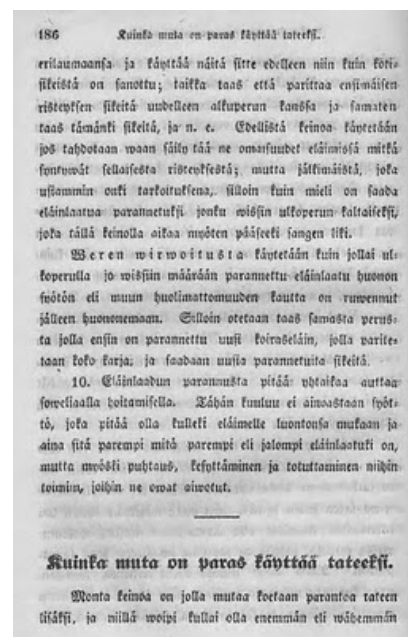 186 Kuinka muta on paras käyttää tateeksi.
erilaumaansa ja käyttää näitä sitte edelleen niin kuin koti-
sikeistä on sanottu; taikka taas että parittaa ensimäisen
risteyksen sikeitä uudelleen alkuperun kanssa ja samaten
taas tämänki sikeitä, ja n. e. Edellistä keinoa käytetään
jos tahdotaan waan säilyttää ne omaisuudet eläimissä mitkä
syntywät sellaisesta risteyksestä; mutta jälkimäistä, joka
usiammin onki tarkoituksena, silloin kuin mieli on saada
eläinlaatua parannetuksi jonku wissin ulkoperun kaltaiseksi,
joka tällä keinolla aikaa myöten pääseeki sangen liki.
Weren wirwoitusta käytetään kuin jollai ul-
koperulla jo wissiin määrään parannettu eläinlaatu huonon
syötön eli muun huolimattomuuden kautta on ruwennut
jälleen huononemaan. Silloin otetaan taas samasta perus-
ta jolla ensin on parannettu uusi koiraseläin, jolla parite-
taan koko karja, ja saadaan uusia parannetuita sikeitä.
10. Eläinlaadun parannusta pitää yhtaikaa auttaa
soweliaalla hoitamisella. Tähän kuuluu ei ainoastaan syöt-
tö, joka pitää olla kulleki eläimelle luontonsa mukaan ja
aina sitä parempi mitä parempi eli jalompi eläinlaatuki on,
mutta myöski puhtaus, kesyttäminen ja totuttaminen niihin
toimiin, joihin ne owat aiwotut.
Kuinka muta on paras käyttää tateeksi.
Monta keinoa on jolla mutaa koetaan parantaa tateen
lisäksi, ja niillä woipi kullai olla enemmän eli wähemmän